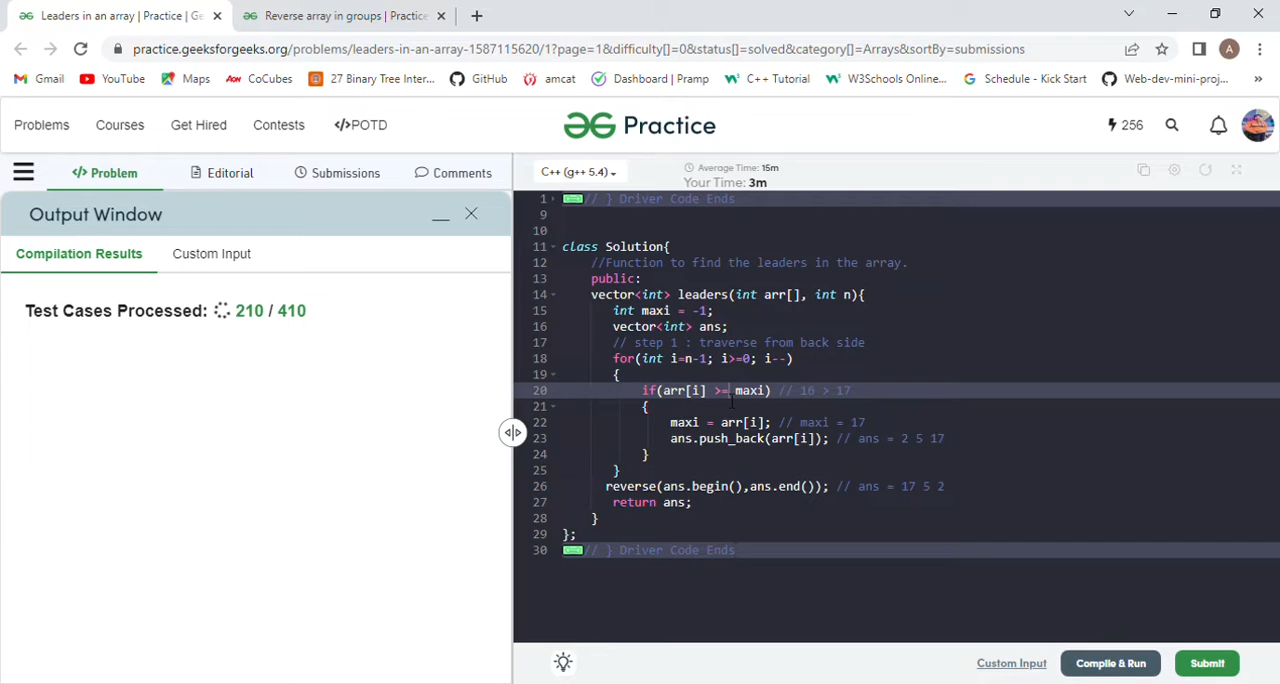 Leaders in an array | Practice | Ge
Reverse array in groups | Practice
practice.geeksforgeeks.org/problems/leaders-in-an-array-1587115620/1?page=1&difficulty[]=0&status[]=solved&category[]=Arrays&sortBy=submissions
A
Gmail YouTube Maps CoCubes 27 Binary Tree Inter... GitHub amcat Dashboard | Pramp C++ Tutorial W3Schools Onlin... Schedule - Kick Start Web-dev-mini-proj...
Problems Courses Get Hired Contests </>POTD Practice 256
</> Problem Editorial Submissions Comments
C++ (g++ 5.4) Average Time: 15m
Your Time: 3m
Output Window
Compilation Results Custom Input
Test Cases Processed: 210 / 410
1 // } Driver Code Ends
9
10
11 class Solution{
12 //Function to find the leaders in the array.
13 public:
14 vector<int> leaders(int arr[], int n){
15 int maxi = -1;
16 vector<int> ans;
17 // step 1 : traverse from back side
18 for(int i=n-1; i>=0; i--)
19 {
20 if(arr[i] >= maxi) // 16 > 17
21 {
22 maxi = arr[i]; // maxi = 17
23 ans.push_back(arr[i]); // ans = 2 5 17
24 }
25 }
26 reverse(ans.begin(),ans.end()); // ans = 17 5 2
27 return ans;
28 }
29 };
30 // } Driver Code Ends
Custom Input Compile & Run Submit